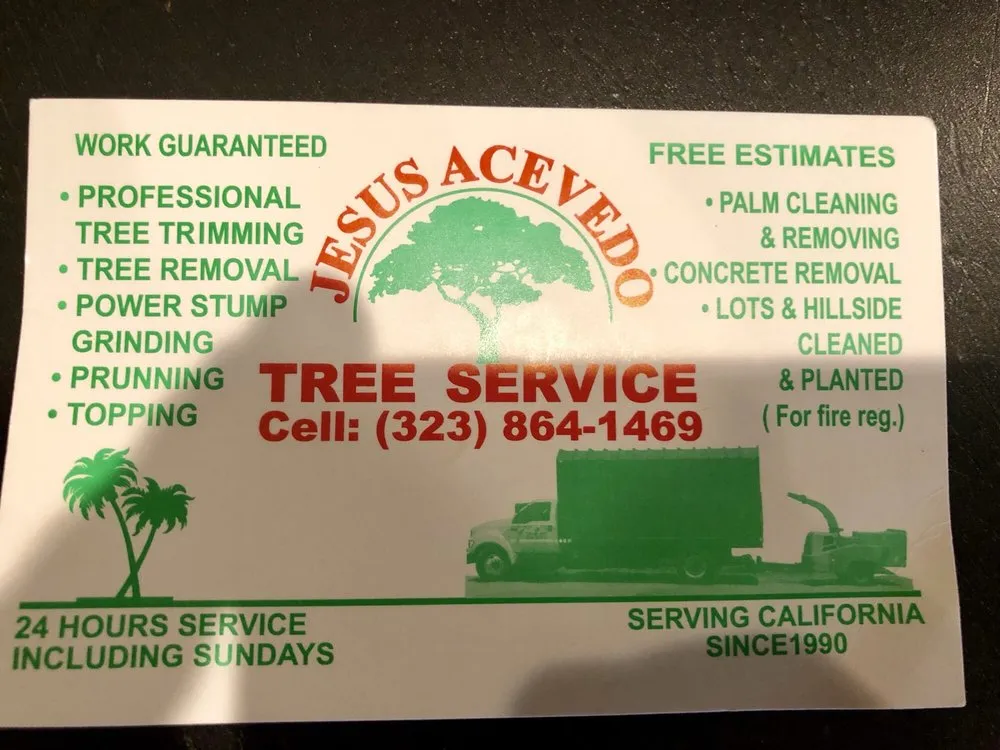 WORK GUARANTEED
• PROFESSIONAL
TREE TRIMMING
• TREE REMOVAL
• POWER STUMP
GRINDING
• PRUNNING
• TOPPING
JESUS ACEVEDO
TREE SERVICE
Cell: (323) 864-1469
FREE ESTIMATES
• PALM CLEANING
& REMOVING
• CONCRETE REMOVAL
• LOTS & HILLSIDE
CLEANED
& PLANTED
( For fire reg.)
24 HOURS SERVICE
INCLUDING SUNDAYS
SERVING CALIFORNIA
SINCE1990